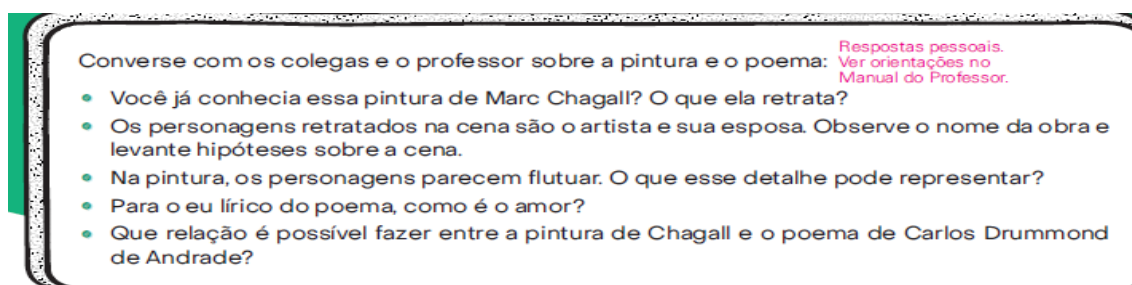 Converse com os colegas e o professor sobre a pintura e o poema:
Respostas pessoais.
Ver orientações no
Manual do Professor.
• Você já conhecia essa pintura de Marc Chagall? O que ela retrata?
• Os personagens retratados na cena são o artista e sua esposa. Observe o nome da obra e
levante hipóteses sobre a cena.
• Na pintura, os personagens parecem flutuar. O que esse detalhe pode representar?
• Para o eu lírico do poema, como é o amor?
• Que relação é possível fazer entre a pintura de Chagall e o poema de Carlos Drummond
de Andrade?